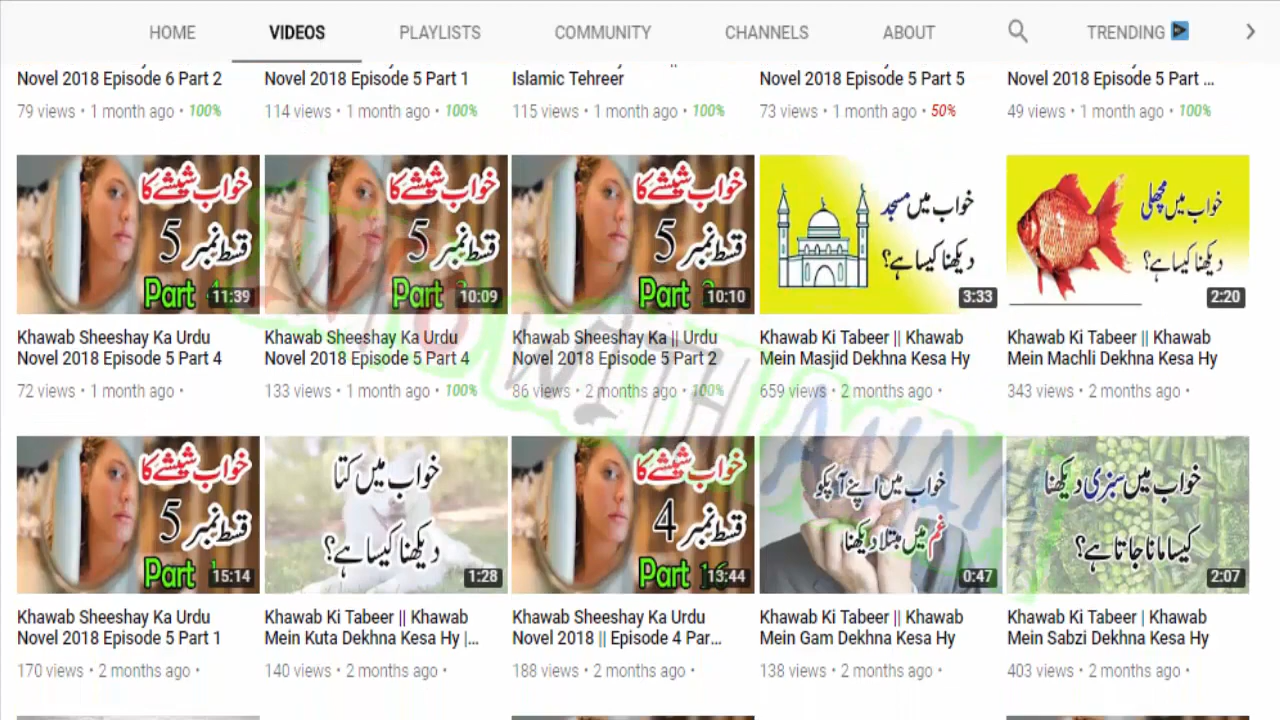 HOME VIDEOS PLAYLISTS COMMUNITY CHANNELS ABOUT TRENDING
Novel 2018 Episode 6 Part 2
79 views • 1 month ago • 100%
Novel 2018 Episode 5 Part 1
114 views • 1 month ago • 100%
Islamic Tehreer
115 views • 1 month ago • 100%
Novel 2018 Episode 5 Part 5
73 views • 1 month ago • 50%
Novel 2018 Episode 5 Part ...
49 views • 1 month ago • 100%
خواب شیشے کا
قسط نمبر 5
Part 4
11:39
Khawab Sheeshay Ka Urdu
Novel 2018 Episode 5 Part 4
72 views • 1 month ago •
خواب شیشے کا
قسط نمبر 5
Part
10:09
Khawab Sheeshay Ka Urdu
Novel 2018 Episode 5 Part 4
133 views • 1 month ago • 100%
خواب شیشے کا
قسط نمبر 5
Part
10:10
Khawab Sheeshay Ka || Urdu
Novel 2018 Episode 5 Part 2
86 views • 2 months ago • 100%
خواب میں مسجد
دیکھنا کیسا ہے؟
3:33
Khawab Ki Tabeer || Khawab
Mein Masjid Dekhna Kesa Hy
659 views • 2 months ago •
خواب میں مچھلی
دیکھنا کیسا ہے؟
2:20
Khawab Ki Tabeer || Khawab
Mein Machli Dekhna Kesa Hy
343 views • 2 months ago •
خواب شیشے کا
قسط نمبر 5
Part
15:14
Khawab Sheeshay Ka Urdu
Novel 2018 Episode 5 Part 1
170 views • 2 months ago •
خواب میں کتا
دیکھنا کیسا ہے؟
1:28
Khawab Ki Tabeer || Khawab
Mein Kuta Dekhna Kesa Hy |...
140 views • 2 months ago •
خواب شیشے کا
قسط نمبر 4
Part
13:44
Khawab Sheeshay Ka Urdu
Novel 2018 || Episode 4 Par...
188 views • 2 months ago •
خواب میں اپنے آپکو
غم میں مبتلا دیکھنا
0:47
Khawab Ki Tabeer || Khawab
Mein Gam Dekhna Kesa Hy
138 views • 2 months ago •
خواب میں سبزی دیکھنا
کیسا مانا جاتا ہے؟
2:07
Khawab Ki Tabeer | Khawab
Mein Sabzi Dekhna Kesa Hy
403 views • 2 months ago •
WITH